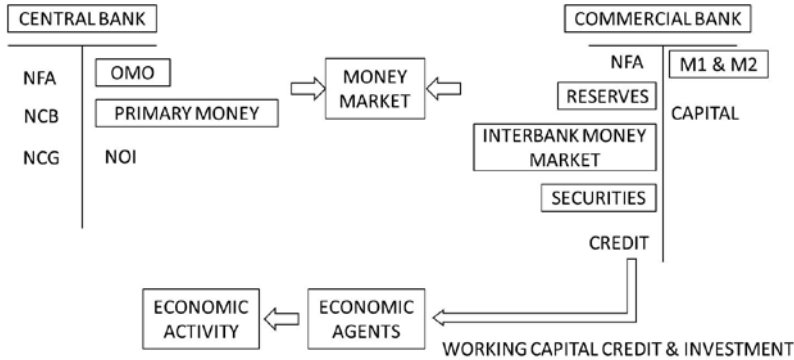 CENTRAL BANK
NFA
OMO
NCB
PRIMARY MONEY
NCG
NOI
MONEY
MARKET
COMMERCIAL BANK
NFA
M1 & M2
RESERVES
CAPITAL
INTERBANK MONEY
MARKET
SECURITIES
CREDIT
ECONOMIC
ACTIVITY
ECONOMIC
AGENTS
WORKING CAPITAL CREDIT & INVESTMENT